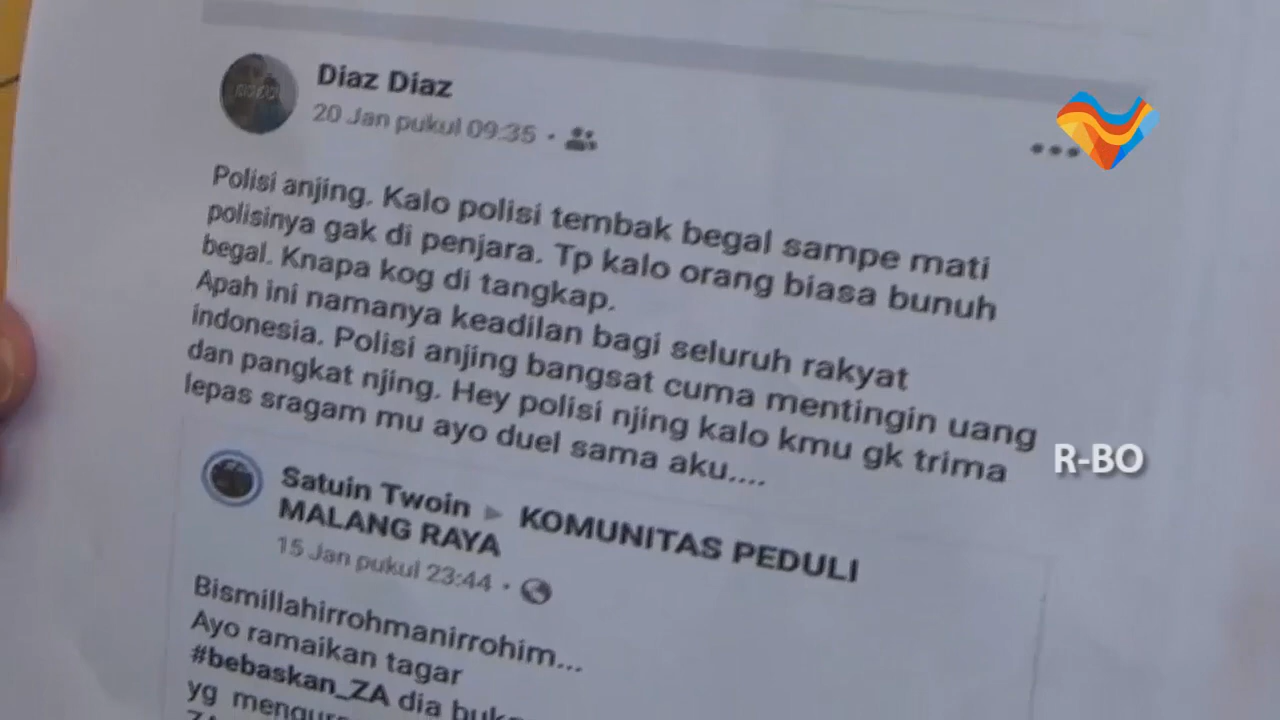 Diaz Diaz
20 Jan pukul 09:35 ·
Polisi anjing. Kalo polisi tembak begal sampe mati
polisinya gak di penjara. Tp kalo orang biasa bunuh
begal. Knapa kog di tangkap.
Apah ini namanya keadilan bagi seluruh rakyat
indonesia. Polisi anjing bangsat cuma mentingin uang
dan pangkat njing. Hey polisi njing kalo kmu gk trima
lepas sragam mu ayo duel sama aku....
R-BO
Satuin Twoin ▸ KOMUNITAS PEDULI
MALANG RAYA
15 Jan pukul 23:44 ·
Bismillahirrohmanirrohim...
Ayo ramaikan tagar
#bebaskan_ZA dia
yg